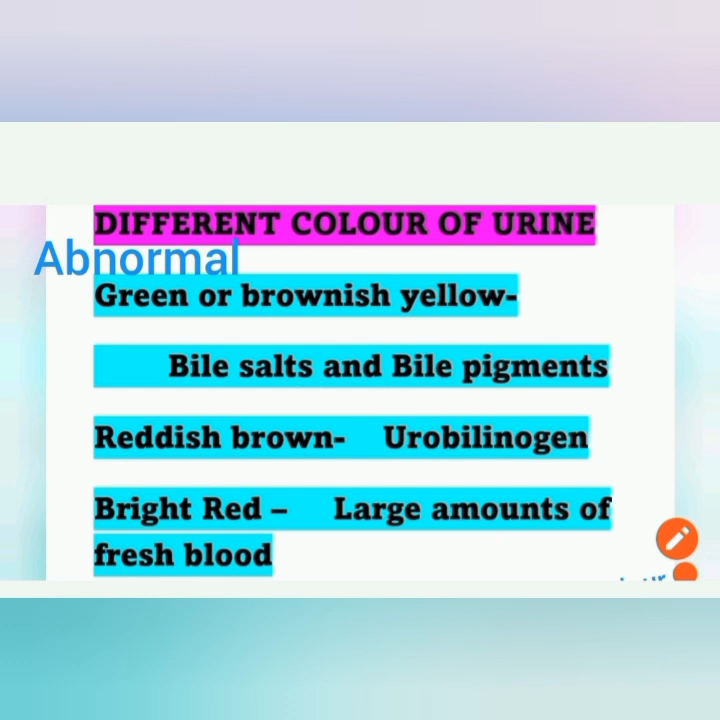 DIFFERENT COLOUR OF URINE
Abnormal
Green or brownish yellow-
Bile salts and Bile pigments
Reddish brown- Urobilinogen
Bright Red – Large amounts of
fresh blood